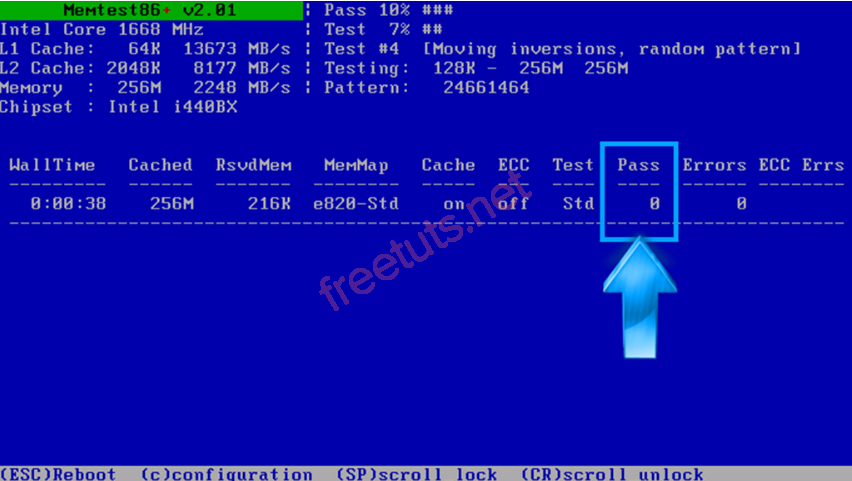 Memtest86+ v2.01 | Pass 10% ###
Intel Core 1668 MHz | Test 7% ##
L1 Cache: 64K 13673 MB/s | Test #4 [Moving inversions, random pattern]
L2 Cache: 2048K 8177 MB/s | Testing: 128K - 256M 256M
Memory : 256M 2248 MB/s | Pattern: 24661464
Chipset : Intel i440BX
WallTime Cached RsvdMem MemMap Cache ECC Test Pass Errors ECC Errs
--------- ------- ------- -------- ----- --- ---- ---- ------ --------
0:00:38 256M 216K e820-Std on off Std 0 0
freetuts.net
(ESC)Reboot (c)configuration (SP)scroll lock (CR)scroll unlock